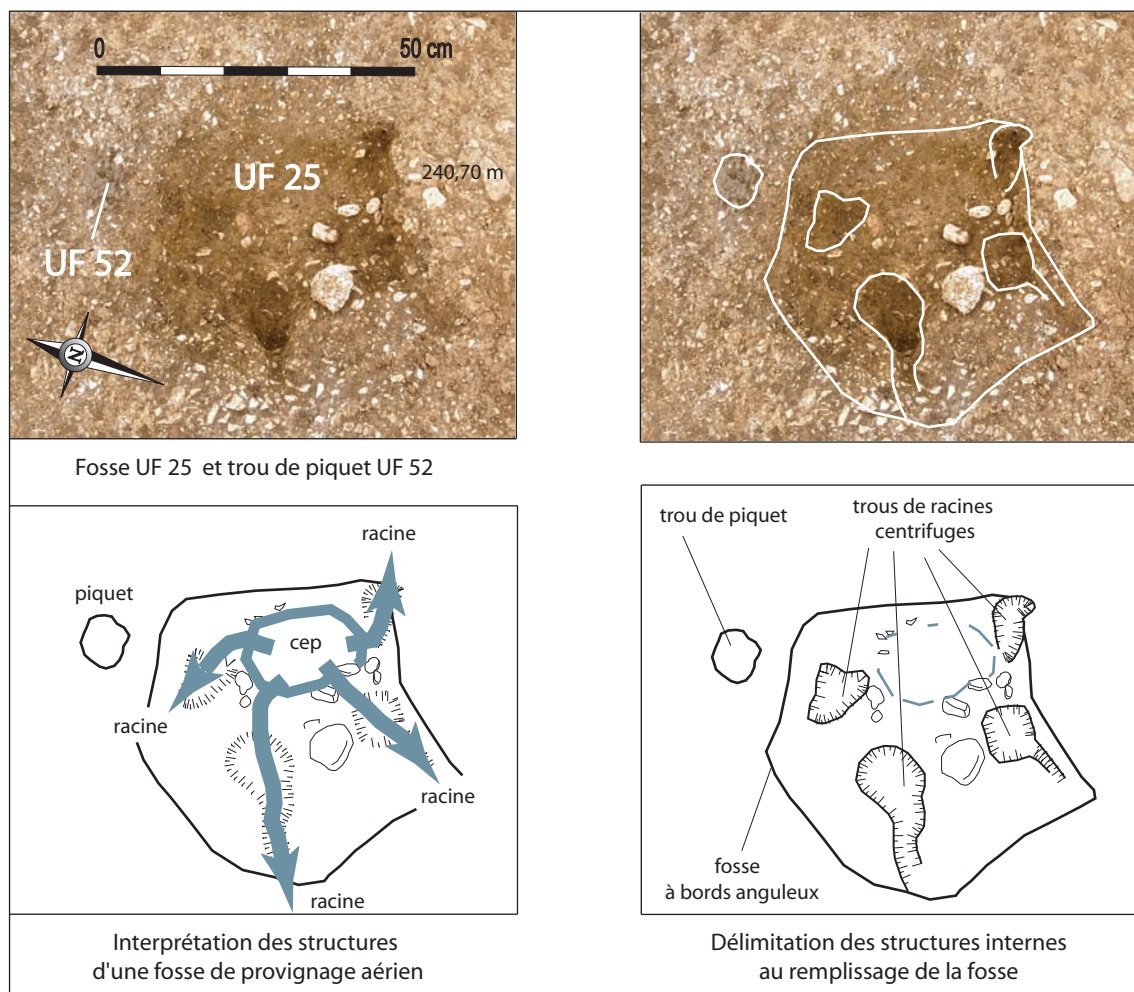 0 50 cm
UF 25
240,70 m
UF 52
N
Fosse UF 25 et trou de piquet UF 52
racine
piquet
cep
racine
racine
racine
Interprétation des structures
d'une fosse de provignage aérien
trou de piquet
trous de racines
centrifuges
fosse
à bords anguleux
Délimitation des structures internes
au remplissage de la fosse